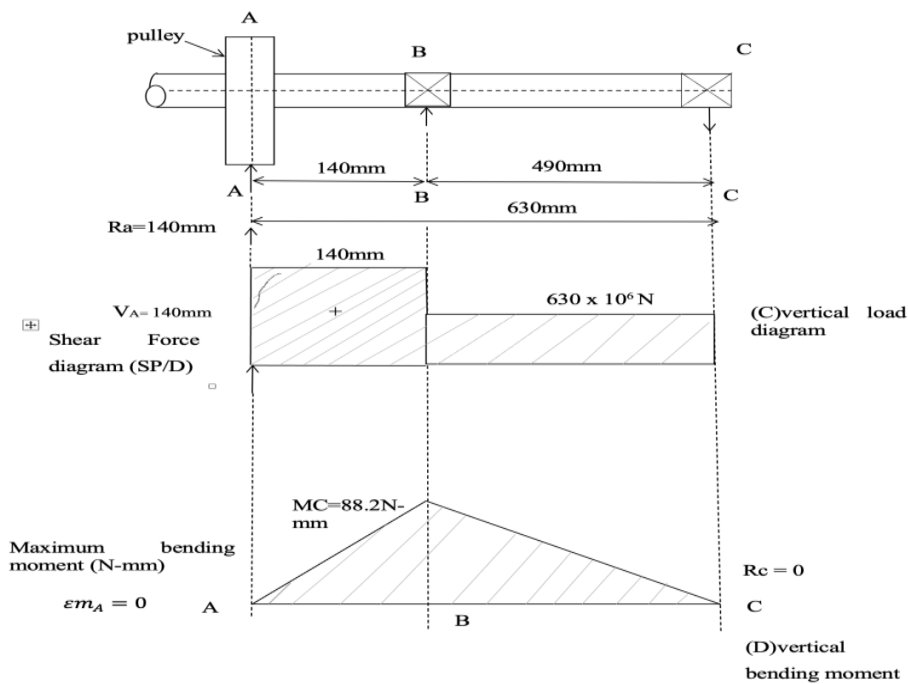 A
pulley
B
C
140mm
490mm
A
B
C
630mm
Ra=140mm
140mm
VA= 140mm
+
630 x 10⁶ N
(C)vertical load
diagram
Shear Force
diagram (SP/D)
MC=88.2N-
mm
Maximum bending
moment (N-mm)
Rc = 0
εm_A = 0
A
B
C
(D)vertical
bending moment